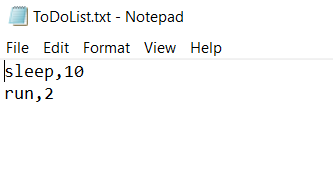 ToDoList.txt - Notepad
File Edit Format View Help
sleep,10
run,2